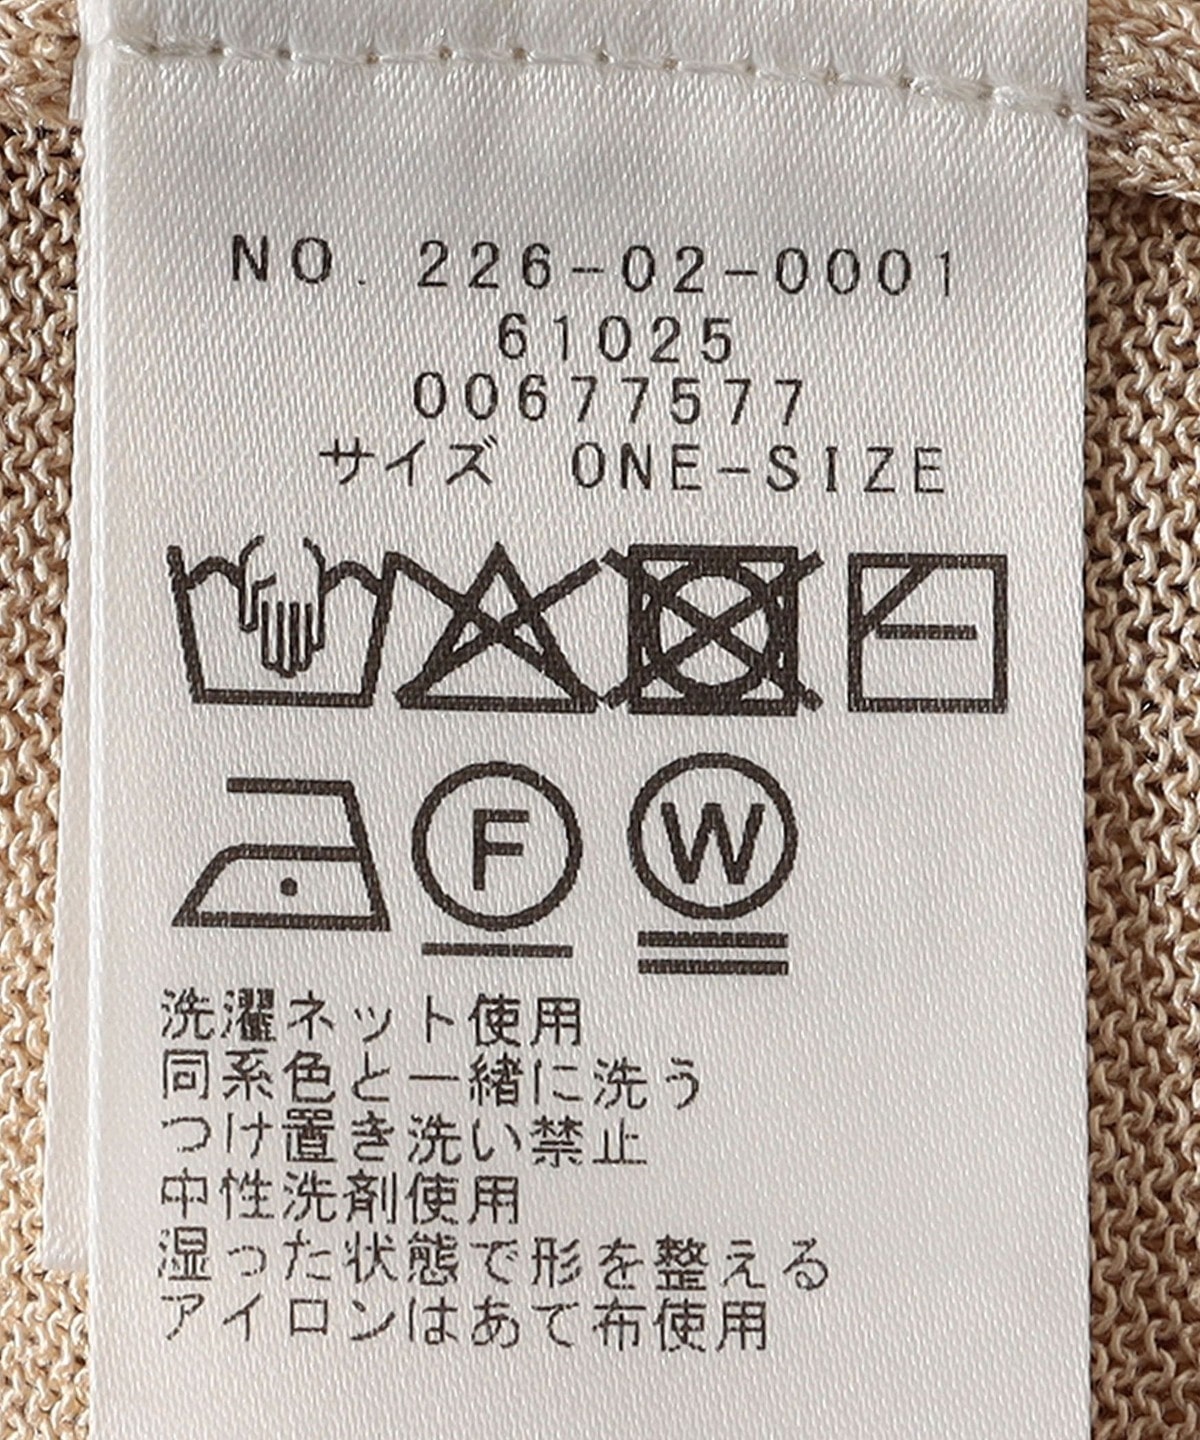 NO. 226-02-0001
61025
00677577
サイズ ONE-SIZE
F W
洗濯ネット使用
同系色と一緒に洗う
つけ置き洗い禁止
中性洗剤使用
湿った状態で形を整える
アイロンはあて布使用